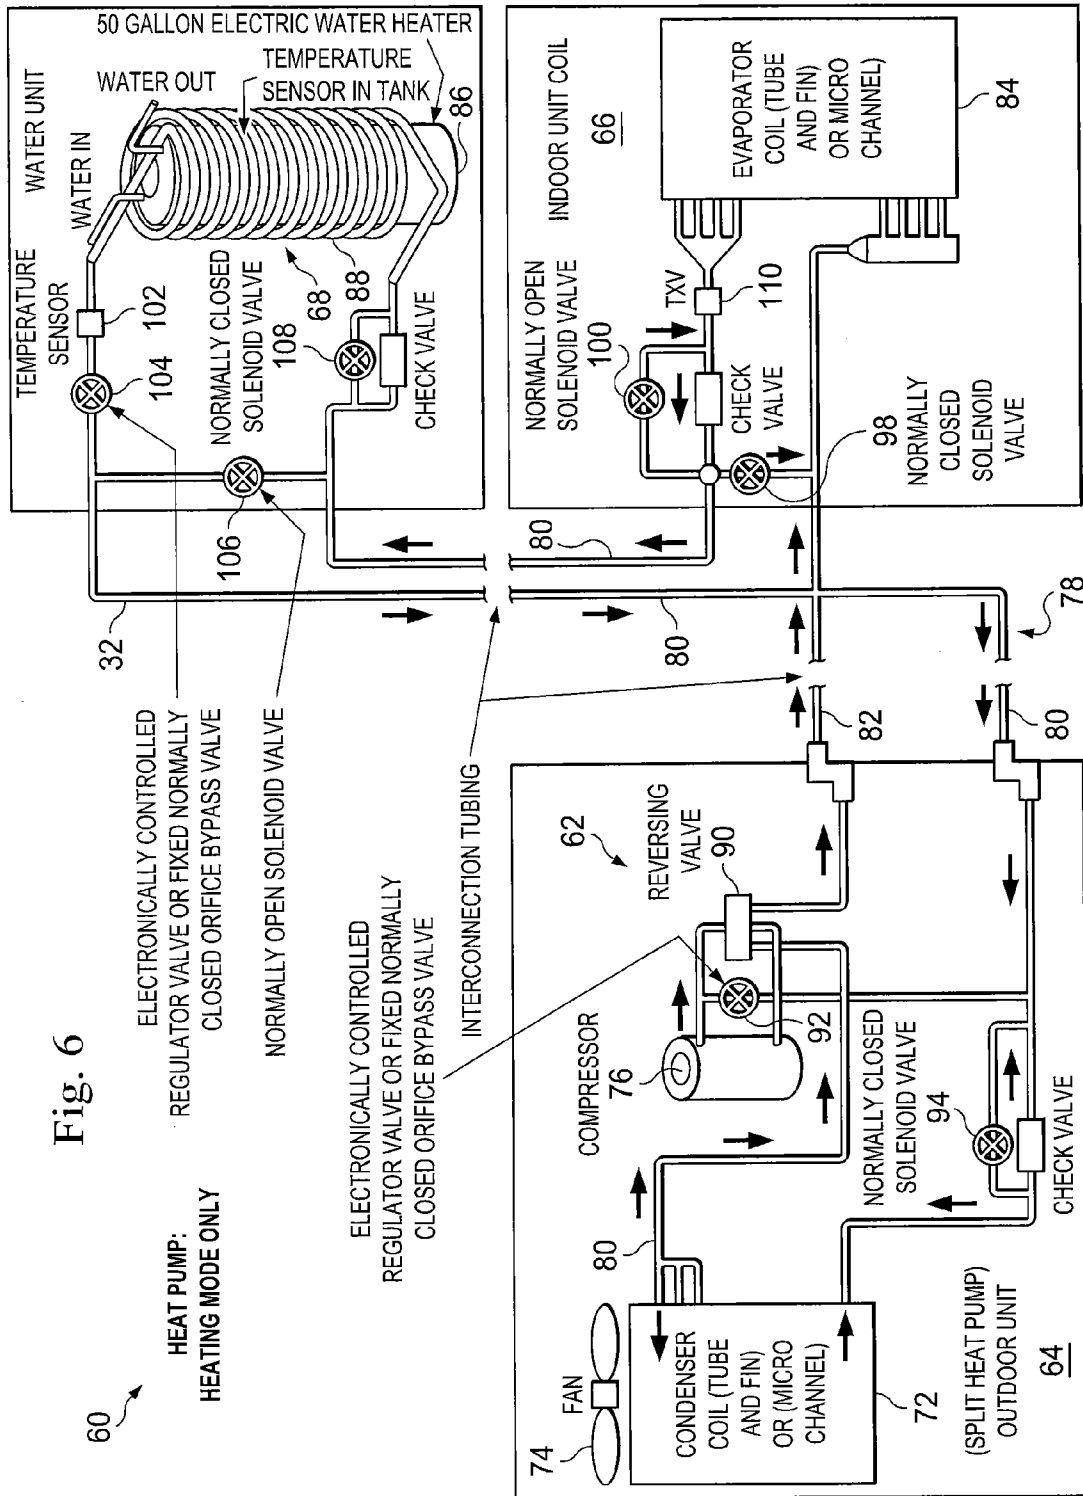 Fig. 6
60
HEAT PUMP:
HEATING MODE ONLY
ELECTRONICALLY CONTROLLED
REGULATOR VALVE OR FIXED NORMALLY
CLOSED ORIFICE BYPASS VALVE
NORMALLY OPEN SOLENOID VALVE
ELECTRONICALLY CONTROLLED
REGULATOR VALVE OR FIXED NORMALLY
CLOSED ORIFICE BYPASS VALVE
INTERCONNECTION TUBING
32
WATER UNIT
50 GALLON ELECTRIC WATER HEATER
WATER OUT
TEMPERATURE
SENSOR IN TANK
WATER IN
86
TEMPERATURE
SENSOR
102
104
NORMALLY CLOSED
SOLENOID VALVE
68
88
108
CHECK VALVE
106
INDOOR UNIT COIL
66
EVAPORATOR
COIL (TUBE
AND FIN)
OR (MICRO
CHANNEL)
84
NORMALLY OPEN
SOLENOID VALVE
100
TXV
110
CHECK
VALVE
98
NORMALLY
CLOSED
SOLENOID
VALVE
80
80
78
82
80
62
REVERSING
VALVE
90
COMPRESSOR
76
92
NORMALLY CLOSED
SOLENOID VALVE
94
CHECK VALVE
80
FAN
74
CONDENSER
COIL (TUBE
AND FIN)
OR (MICRO
CHANNEL)
72
(SPLIT HEAT PUMP)
OUTDOOR UNIT
64